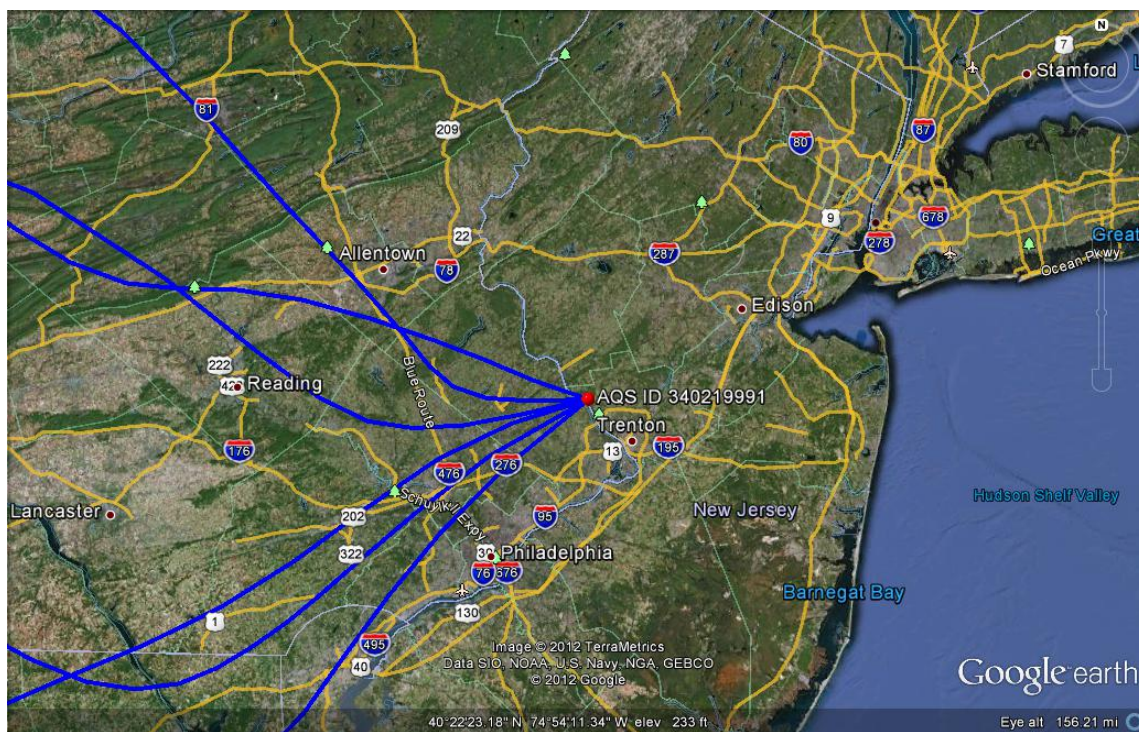 N
7
Stamford
L
81
209
80
87
9
678
278
Great
Ocean Pkwy
22
Allentown
78
287
Edison
222
Reading
Blue Route
AQS ID 340219991
Trenton
13
195
176
476
276
Lancaster
Schuylkill Expy
202
95
New Jersey
Hudson Shelf Valley
322
30
Philadelphia
76
676
Barnegat Bay
1
130
495
40
Image © 2012 TerraMetrics
Data SIO, NOAA, U.S. Navy, NGA, GEBCO
© 2012 Google
Google earth
40°22'23.18" N 74°54'11.34" W elev 233 ft
Eye alt 156.21 mi